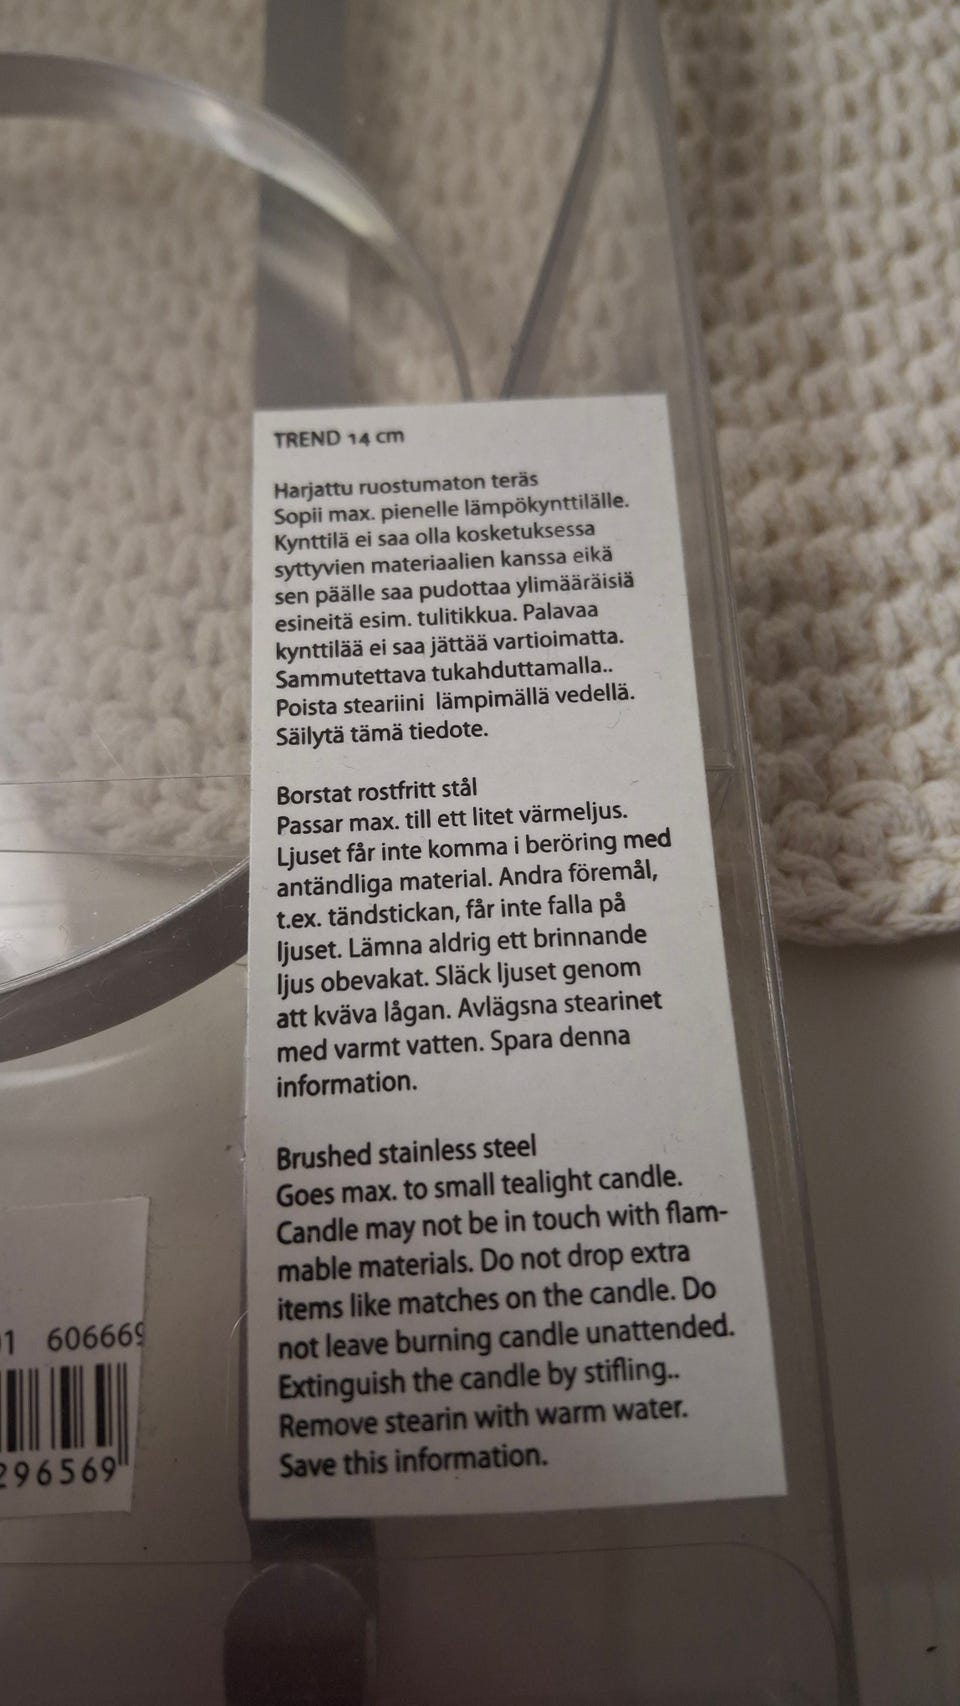 TREND 14 cm
Harjattu ruostumaton teräs
Sopii max. pienelle lämpökynttilälle.
Kynttilä ei saa olla kosketuksessa
syttyvien materiaalien kanssa eikä
sen päälle saa pudottaa ylimääräisiä
esineitä esim. tulitikkua. Palavaa
kynttilää ei saa jättää vartioimatta.
Sammutettava tukahduttamalla..
Poista steariini lämpimällä vedellä.
Säilytä tämä tiedote.
Borstat rostfritt stål
Passar max. till ett litet värmeljus.
Ljuset får inte komma i beröring med
antändliga material. Andra föremål,
t.ex. tändstickan, får inte falla på
ljuset. Lämna aldrig ett brinnande
ljus obevakat. Släck ljuset genom
att kväva lågan. Avlägsna stearinet
med varmt vatten. Spara denna
information.
Brushed stainless steel
Goes max. to small tealight candle.
Candle may not be in touch with flam-
mable materials. Do not drop extra
items like matches on the candle. Do
not leave burning candle unattended.
Extinguish the candle by stifling..
Remove stearin with warm water.
Save this information.
1 606669
296569